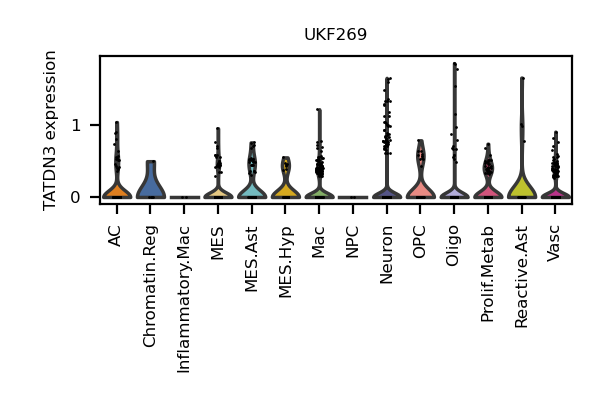 UKF269
TATDN3 expression
1
0
AC
Chromatin.Reg
Inflammatory.Mac
MES
MES.Ast
MES.Hyp
Mac
NPC
Neuron
OPC
Oligo
Prolif.Metab
Reactive.Ast
Vasc